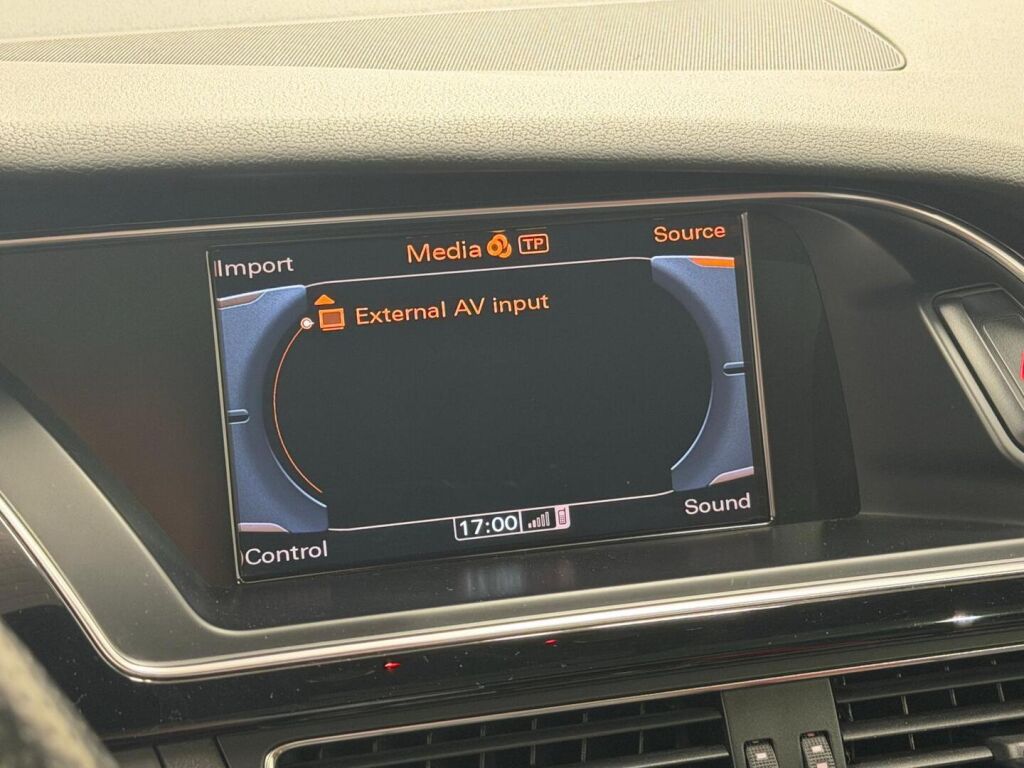 Import
Media TP
Source
External AV input
Control
17:00
Sound